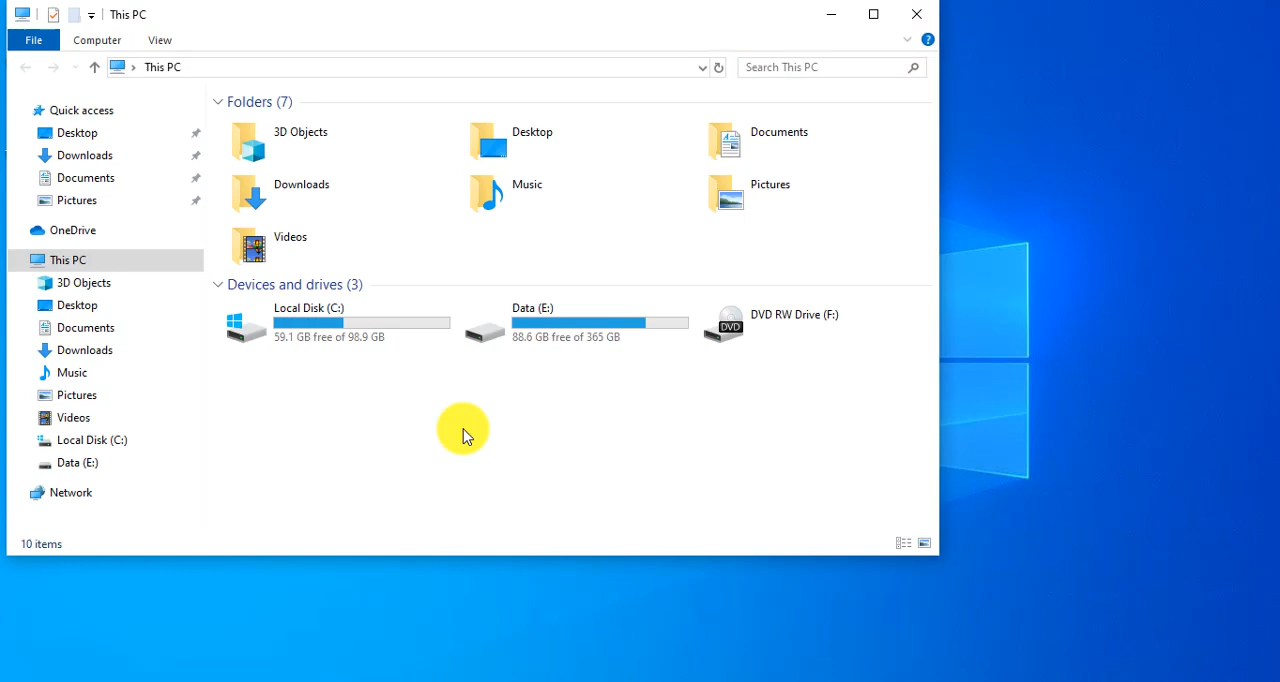 This PC
File
Computer
View
This PC
Search This PC
Quick access
Desktop
Downloads
Documents
Pictures
OneDrive
This PC
3D Objects
Desktop
Documents
Downloads
Music
Pictures
Videos
Local Disk (C:)
Data (E:)
Network
Folders (7)
3D Objects
Desktop
Documents
Downloads
Music
Pictures
Videos
Devices and drives (3)
Local Disk (C:)
59.1 GB free of 98.9 GB
Data (E:)
88.6 GB free of 365 GB
DVD
DVD RW Drive (F:)
10 items